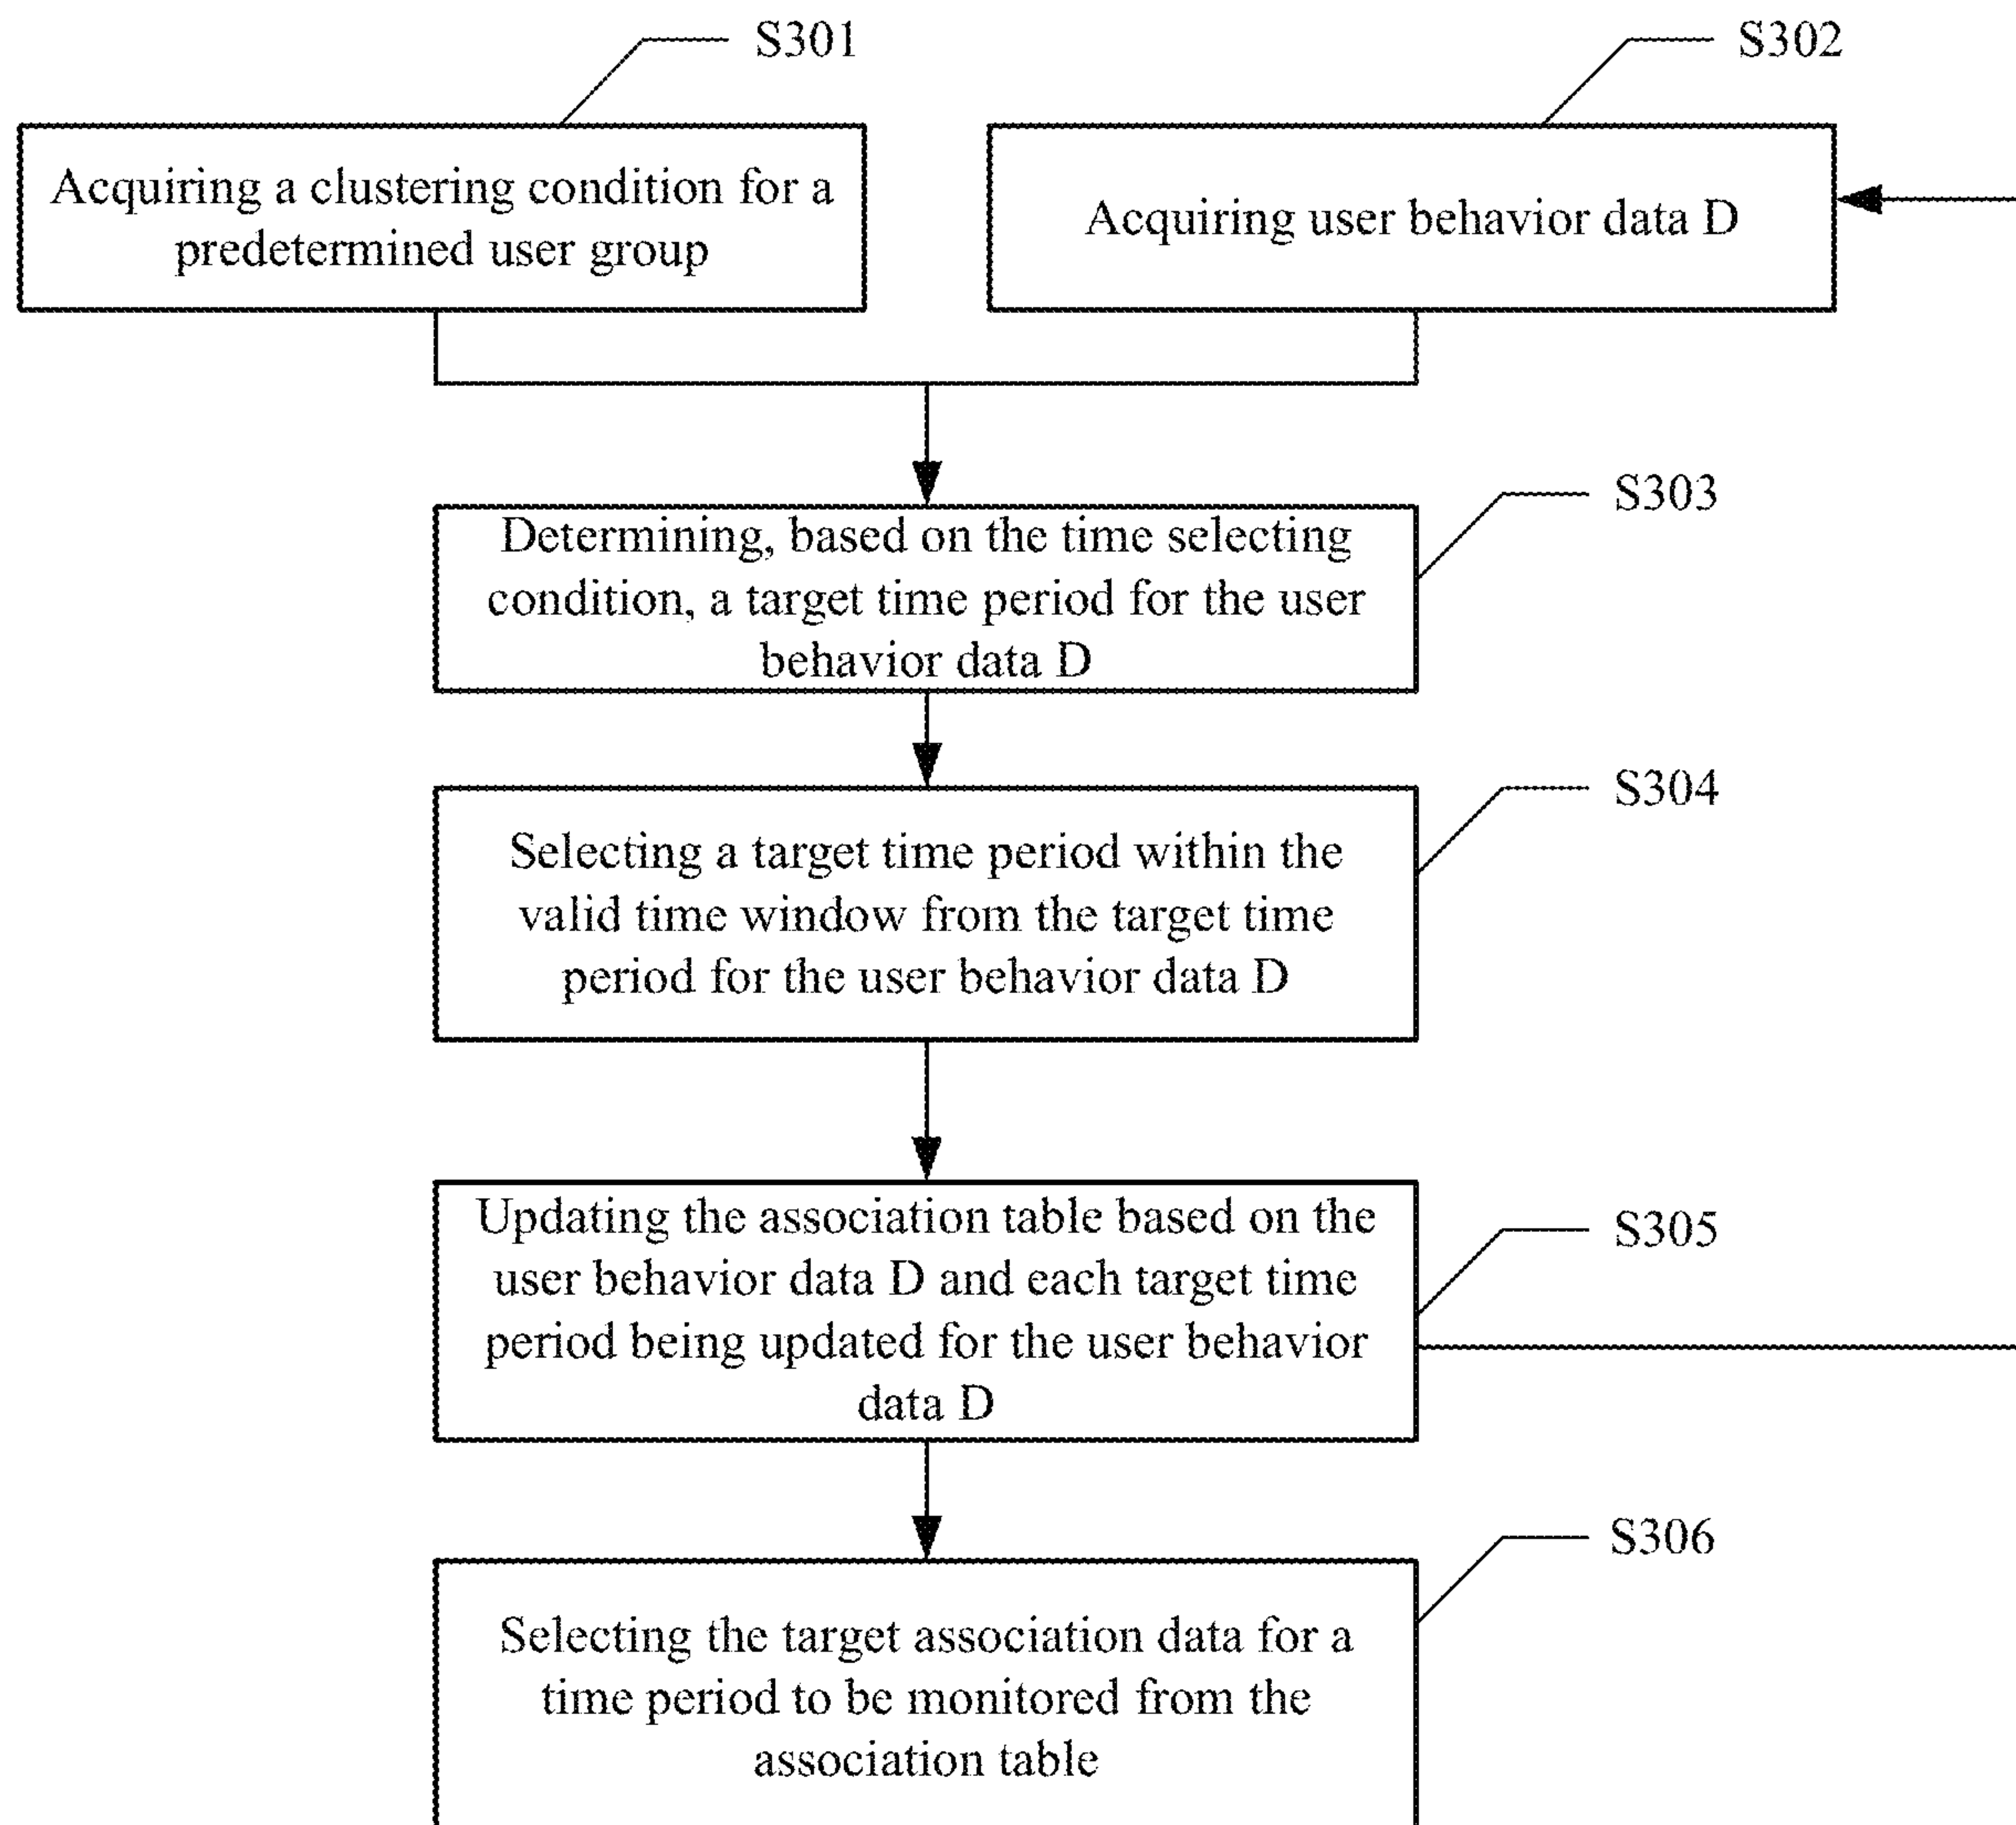 S301
S302
Acquiring a clustering condition for a
predetermined user group
Acquiring user behavior data D
S303
Determining, based on the time selecting
condition, a target time period for the user
behavior data D
S304
Selecting a target time period within the
valid time window from the target time
period for the user behavior data D
S305
Updating the association table based on the
user behavior data D and each target time
period being updated for the user behavior
data D
S306
Selecting the target association data for a
time period to be monitored from the
association table